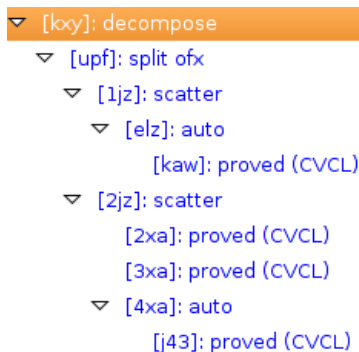 [kxy]: decompose
[upf]: split ofx
[1jz]: scatter
[elz]: auto
[kaw]: proved (CVCL)
[2jz]: scatter
[2xa]: proved (CVCL)
[3xa]: proved (CVCL)
[4xa]: auto
[j43]: proved (CVCL)